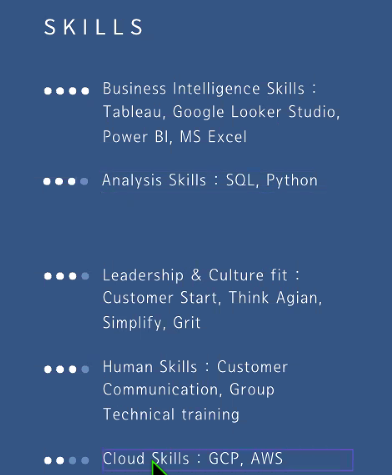 SKILLS
Business Intelligence Skills :
Tableau, Google Looker Studio,
Power BI, MS Excel
Analysis Skills : SQL, Python
Leadership & Culture fit :
Customer Start, Think Agian,
Simplify, Grit
Human Skills : Customer
Communication, Group
Technical training
Cloud Skills : GCP, AWS